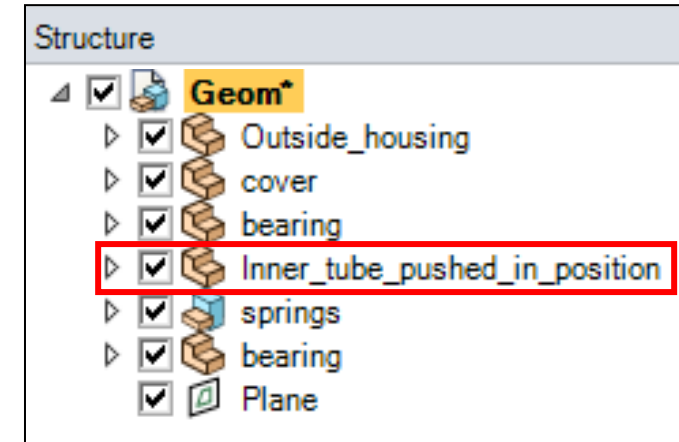 Structure
Geom*
Outside_housing
cover
bearing
Inner_tube_pushed_in_position
springs
bearing
Plane